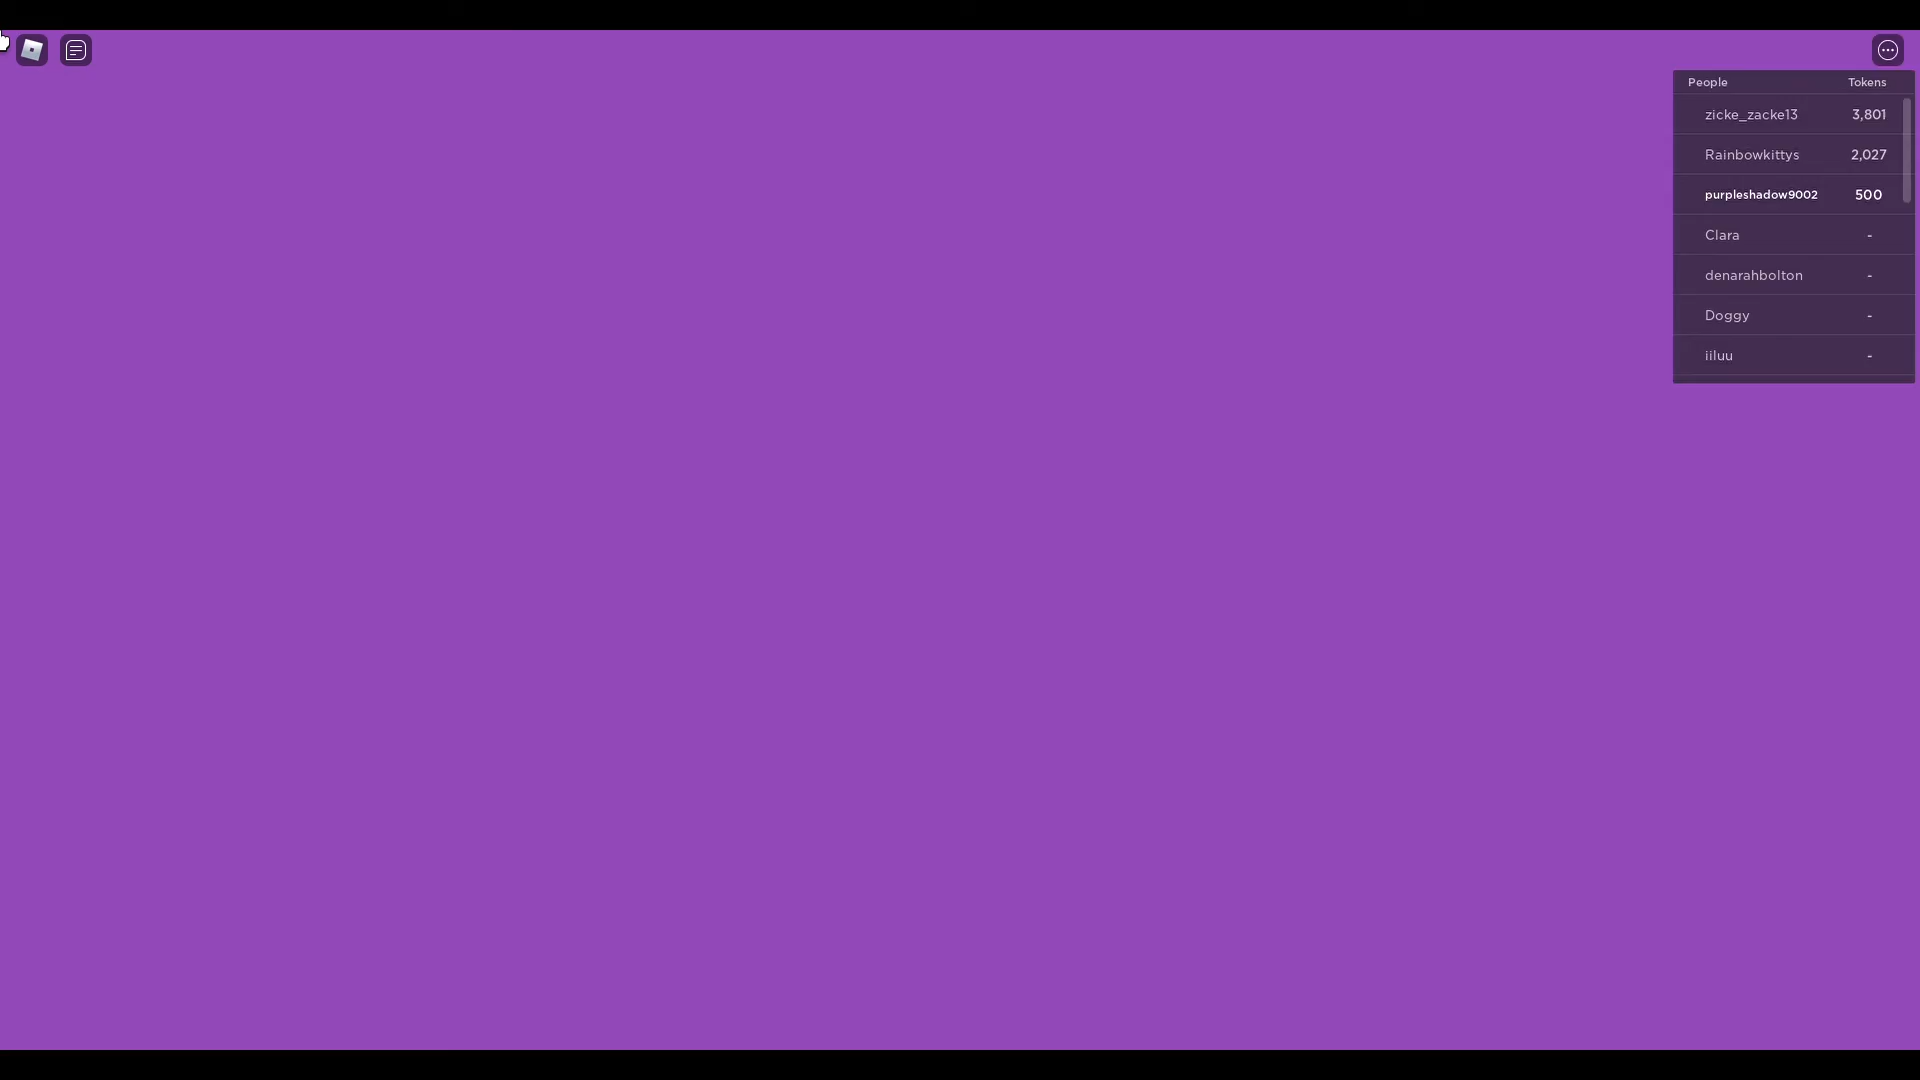 People Tokens
zicke_zacke13 3,801
Rainbowkittys 2,027
purpleshadow9002 500
Clara -
denarahbolton -
Doggy -
iiluu -